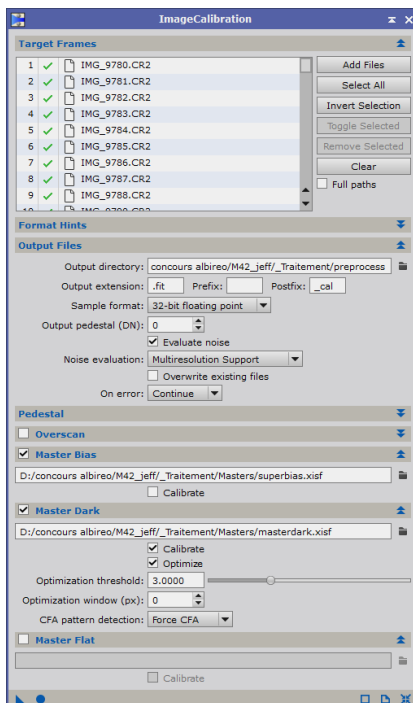 ImageCalibration
Target Frames
1 IMG_9780.CR2
2 IMG_9781.CR2
3 IMG_9782.CR2
4 IMG_9783.CR2
5 IMG_9784.CR2
6 IMG_9785.CR2
7 IMG_9786.CR2
8 IMG_9787.CR2
9 IMG_9788.CR2
Add Files
Select All
Invert Selection
Toggle Selected
Remove Selected
Clear
Full paths
Format Hints
Output Files
Output directory: concours albireo/M42_jeff/_Traitement/preprocess
Output extension: .fit Prefix: Postfix: _cal
Sample format: 32-bit floating point
Output pedestal (DN): 0
Evaluate noise
Noise evaluation: Multiresolution Support
Overwrite existing files
On error: Continue
Pedestal
Overscan
Master Bias
D:/concours albireo/M42_jeff/_Traitement/Masters/superbias.xisf
Calibrate
Master Dark
D:/concours albireo/M42_jeff/_Traitement/Masters/masterdark.xisf
Calibrate
Optimize
Optimization threshold: 3.0000
Optimization window (px): 0
CFA pattern detection: Force CFA
Master Flat
Calibrate